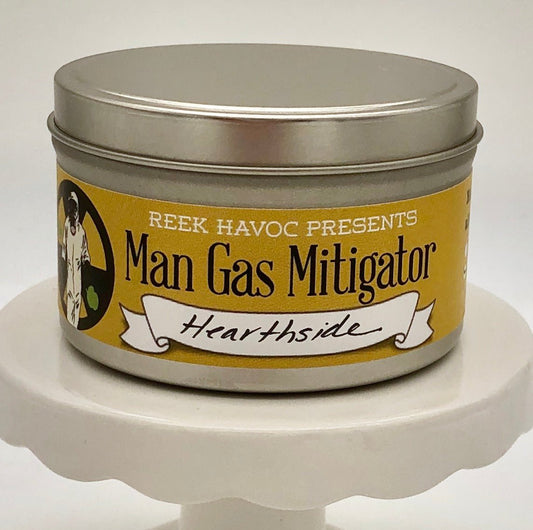 REEK HAVOC PRESENTS
Man Gas Mitigator
Hearthside